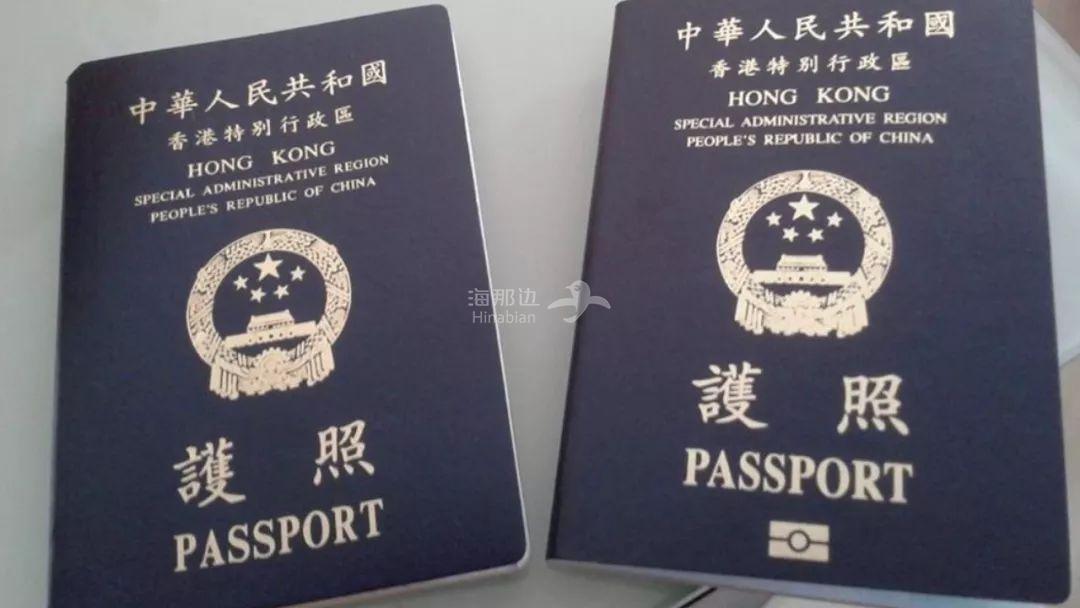 中華人民共和國
香港特別行政區
HONG KONG
SPECIAL ADMINISTRATIVE REGION
PEOPLE'S REPUBLIC OF CHINA
護照
PASSPORT
海那边
Hinabian
中華人民共和國
香港特別行政區
HONG KONG
SPECIAL ADMINISTRATIVE REGION
PEOPLE'S REPUBLIC OF CHINA
護照
PASSPORT